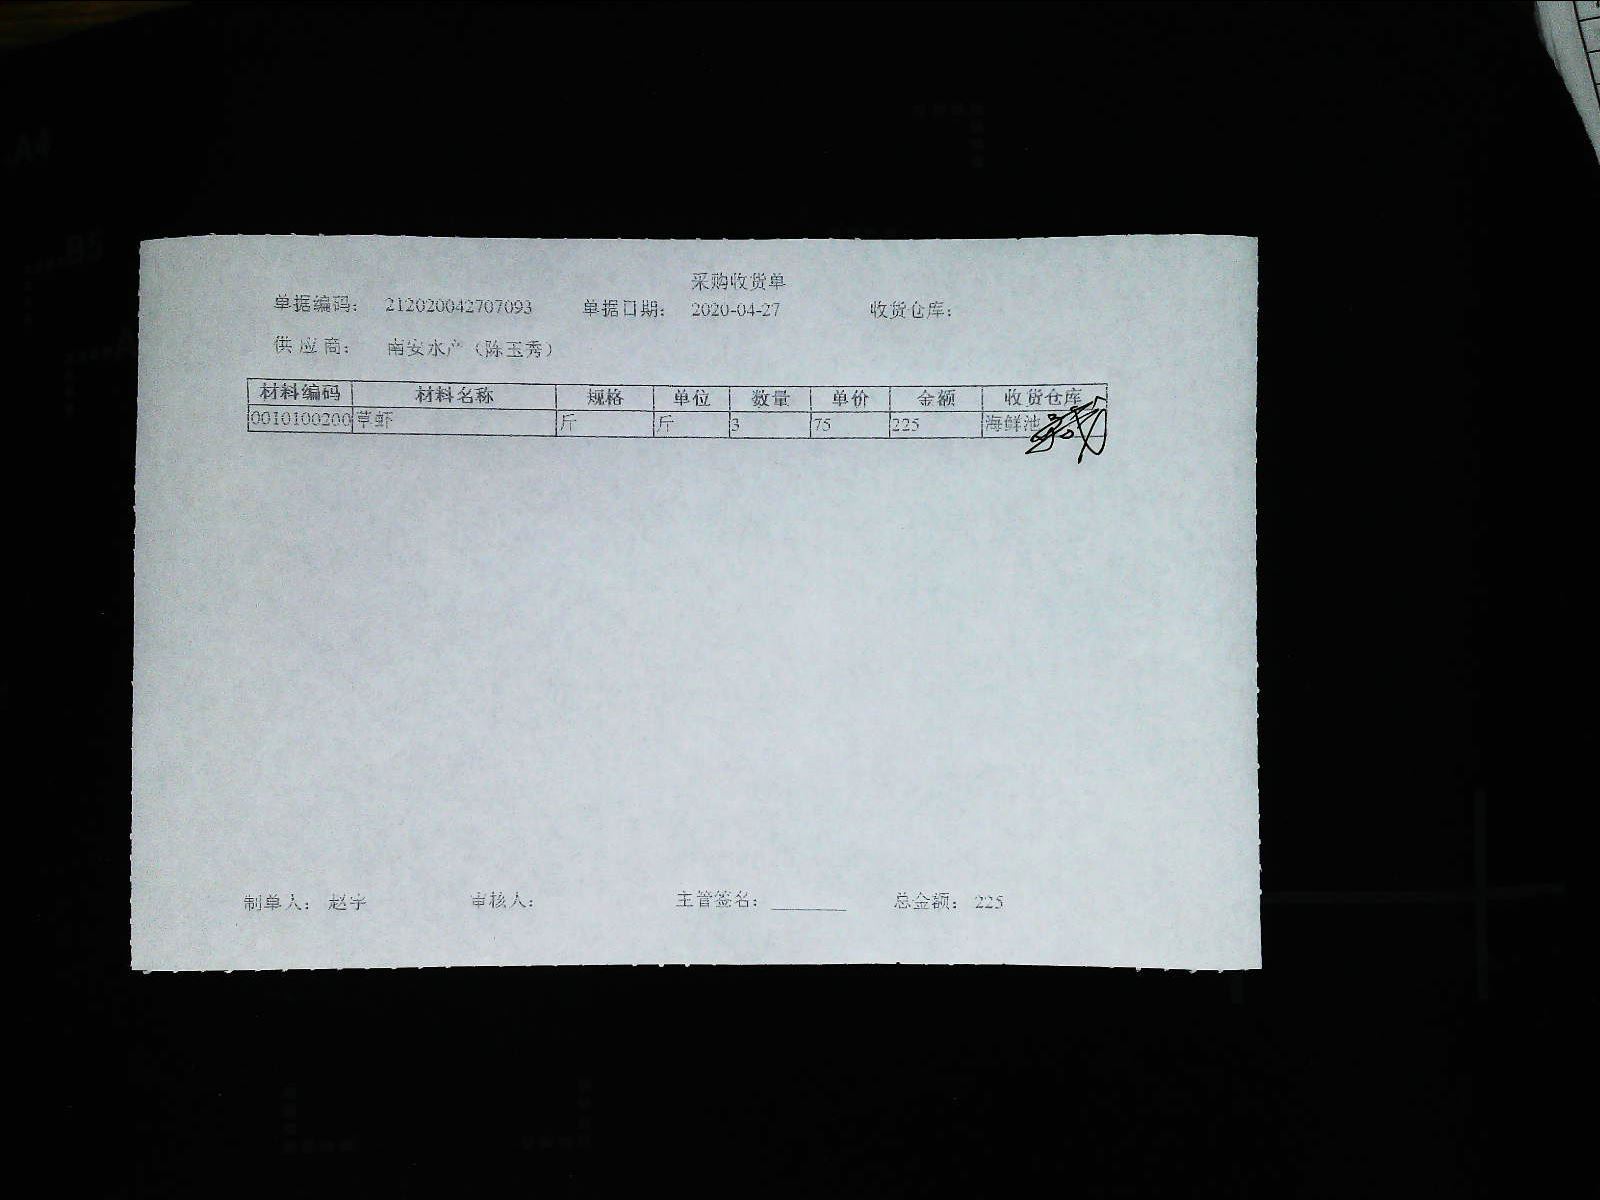 采购收货单
单据编码： 212020042707093 单据日期： 2020-04-27 收货仓库：
供 应 商： 南安水产（陈玉秀）
材料编码 材料名称 规格 单位 数量 单价 金额 收货仓库
0010100200 草虾 斤 斤 3 75 225 海鲜池
制单人： 赵宇 审核人： 主管签名： 总金额： 225
A4
B5